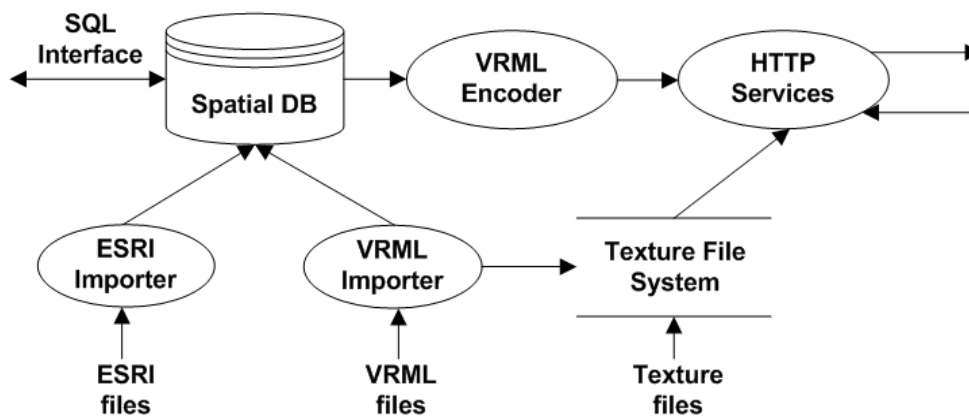 SQL
Interface
Spatial DB
VRML
Encoder
HTTP
Services
ESRI
Importer
VRML
Importer
Texture File
System
ESRI
files
VRML
files
Texture
files